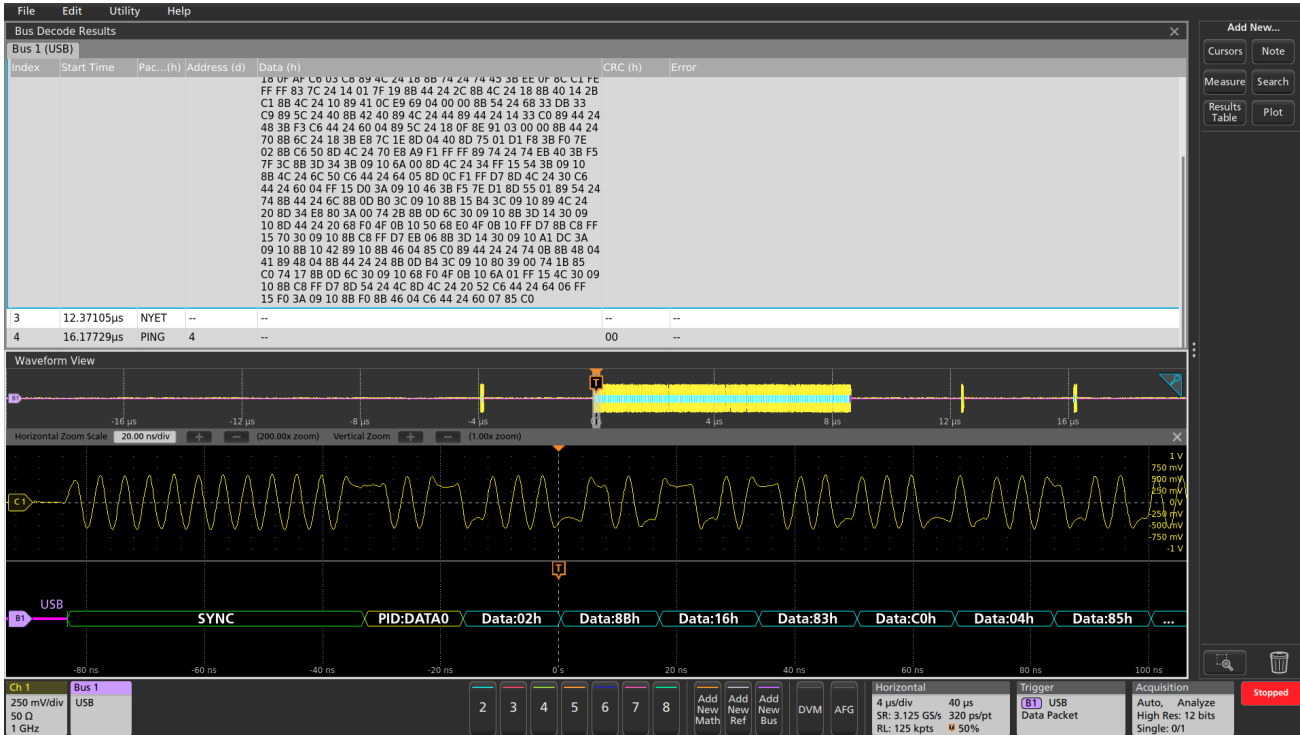 File Edit Utility Help
Bus Decode Results
Bus 1 (USB)
Index Start Time Pac...(h) Address (d) Data (h) CRC (h) Error
18 0F AF C6 03 C8 89 4C 24 18 8B 74 24 74 45 3B EE 0F 8C C1 FE
FF FF 83 7C 24 14 01 7F 19 8B 44 24 2C 8B 4C 24 18 8B 40 14 2B
C1 8B 4C 24 10 89 41 0C E9 69 04 00 00 8B 54 24 68 33 DB 33
C9 89 5C 24 40 8B 42 40 89 4C 24 44 89 44 24 14 33 C0 89 44 24
48 3B F3 C6 44 24 60 04 89 5C 24 18 0F 8E 91 03 00 00 8B 44 24
70 8B 6C 24 18 3B E8 7C 1E 8D 04 40 8D 75 01 D1 F8 3B F0 7E
02 8B C6 50 8D 4C 24 70 E8 A9 F1 FF FF 89 74 24 74 EB 40 3B F5
7F 3C 8B 3D 34 3B 09 10 6A 00 8D 4C 24 34 FF 15 54 3B 09 10
8B 4C 24 6C 50 C6 44 24 64 05 8D 0C F1 FF D7 8D 4C 24 30 C6
44 24 60 04 FF 15 D0 3A 09 10 46 3B F5 7E D1 8D 55 01 89 54 24
74 8B 44 24 6C 8B 0D B0 3C 09 10 8B 15 B4 3C 09 10 89 4C 24
20 8D 34 E8 80 3A 00 74 2B 8B 0D 6C 30 09 10 8B 3D 14 30 09
10 8D 44 24 20 68 F0 4F 0B 10 50 68 E0 4F 0B 10 FF D7 8B C8 FF
15 70 30 09 10 8B C8 FF D7 EB 06 8B 3D 14 30 09 10 A1 DC 3A
09 10 8B 10 42 89 10 8B 46 04 85 C0 89 44 24 24 74 0B 8B 48 04
41 89 48 04 8B 44 24 24 8B 0D B4 3C 09 10 80 39 00 74 1B 85
C0 74 17 8B 0D 6C 30 09 10 68 F0 4F 0B 10 6A 01 FF 15 4C 30 09
10 8B C8 FF D7 8D 54 24 4C 8D 4C 24 20 52 C6 44 24 64 06 FF
15 F0 3A 09 10 8B F0 8B 46 04 C6 44 24 60 07 85 C0
3 12.37105µs NYET -- -- -- --
4 16.17729µs PING 4 -- 00 --
Waveform View
T
B1
-16 µs -12 µs -8 µs -4 µs 4 µs 8 µs 12 µs 16 µs
Horizontal Zoom Scale 20.00 ns/div + − (200.00x zoom) Vertical Zoom + − (1.00x zoom)
1 V
750 mV
500 mV
250 mV
C 1 0 V
-250 mV
-500 mV
-750 mV
-1 V
T
USB
B1 SYNC PID:DATA0 Data:02h Data:8Bh Data:16h Data:83h Data:C0h Data:04h Data:85h ...
-80 ns -60 ns -40 ns -20 ns 0 s 20 ns 40 ns 60 ns 80 ns 100 ns
Add New...
Cursors Note
Measure Search
Results Table Plot
Ch 1
250 mV/div
50 Ω
1 GHz
Bus 1
USB
2 3 4 5 6 7 8
Add New Math
Add New Ref
Add New Bus
DVM AFG
Horizontal
4 µs/div 40 µs
SR: 3.125 GS/s 320 ps/pt
RL: 125 kpts 50%
Trigger
B1 USB
Data Packet
Acquisition
Auto, Analyze
High Res: 12 bits
Single: 0/1
Stopped